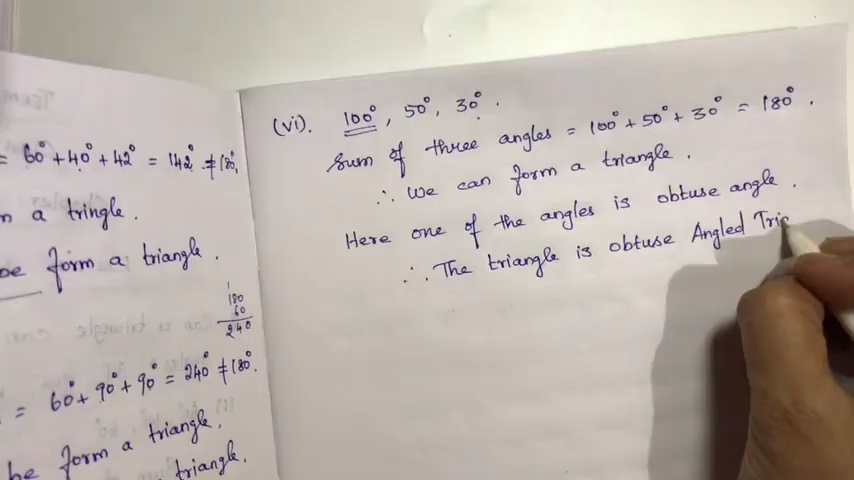 = 60° + 40° + 42° = 142° ≠ 180°.
m a tringle.
be form a triangle.
180
60
240
= 60° + 90° + 90° = 240° ≠ 180°.
be form a triangle.
triangle.
(vi). 100°, 50°, 30°.
Sum of three angles = 100° + 50° + 30° = 180°.
∴ We can form a triangle.
Here one of the angles is obtuse angle.
∴ The triangle is obtuse Angled Tria